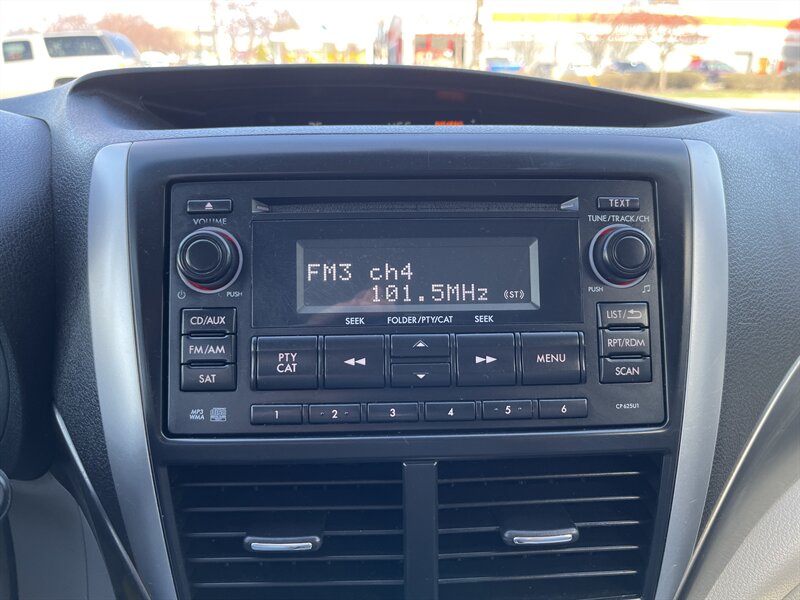 TEXT
VOLUME
TUNE/TRACK/CH
FM3 ch4
101.5MHz (ST)
PUSH
PUSH
SEEK
FOLDER/PTY/CAT
SEEK
CD/AUX
LIST/
FM/AM
PTY
CAT
MENU
RPT/RDM
SAT
SCAN
MP3
WMA
1
2
3
4
5
6
CP625U1